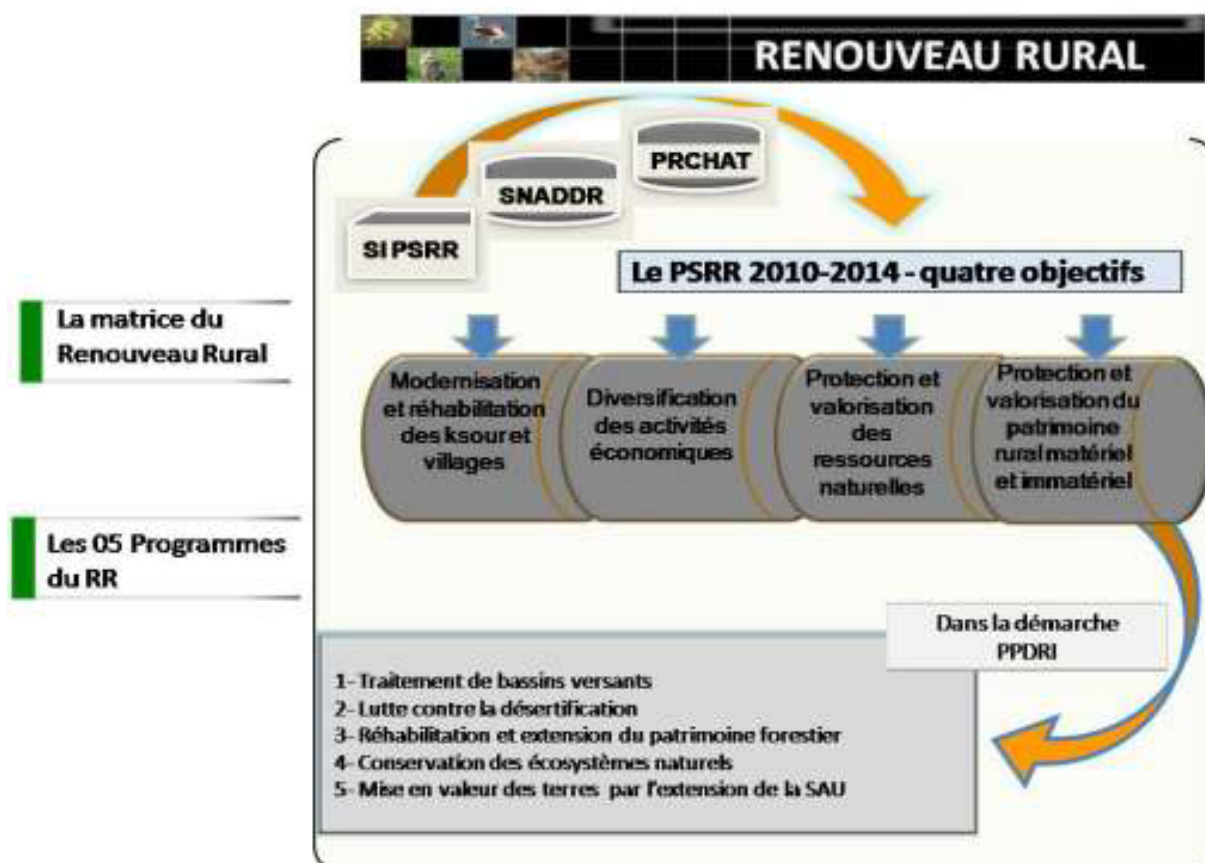 RENOUVEAU RURAL
PRCHAT
SNADDR
SI PSRR
Le PSRR 2010-2014 - quatre objectifs
La matrice du
Renouveau Rural
Modernisation
et réhabilitation
des ksour et
villages
Diversification
des activités
économiques
Protection et
valorisation
des
ressources
naturelles
Protection et
valorisation du
patrimoine
rural matériel
et immatériel
Les 05 Programmes
du RR
Dans la démarche
PPDRI
1- Traitement de bassins versants
2- Lutte contre la désertification
3- Réhabilitation et extension du patrimoine forestier
4- Conservation des écosystèmes naturels
5- Mise en valeur des terres par l'extension de la SAU